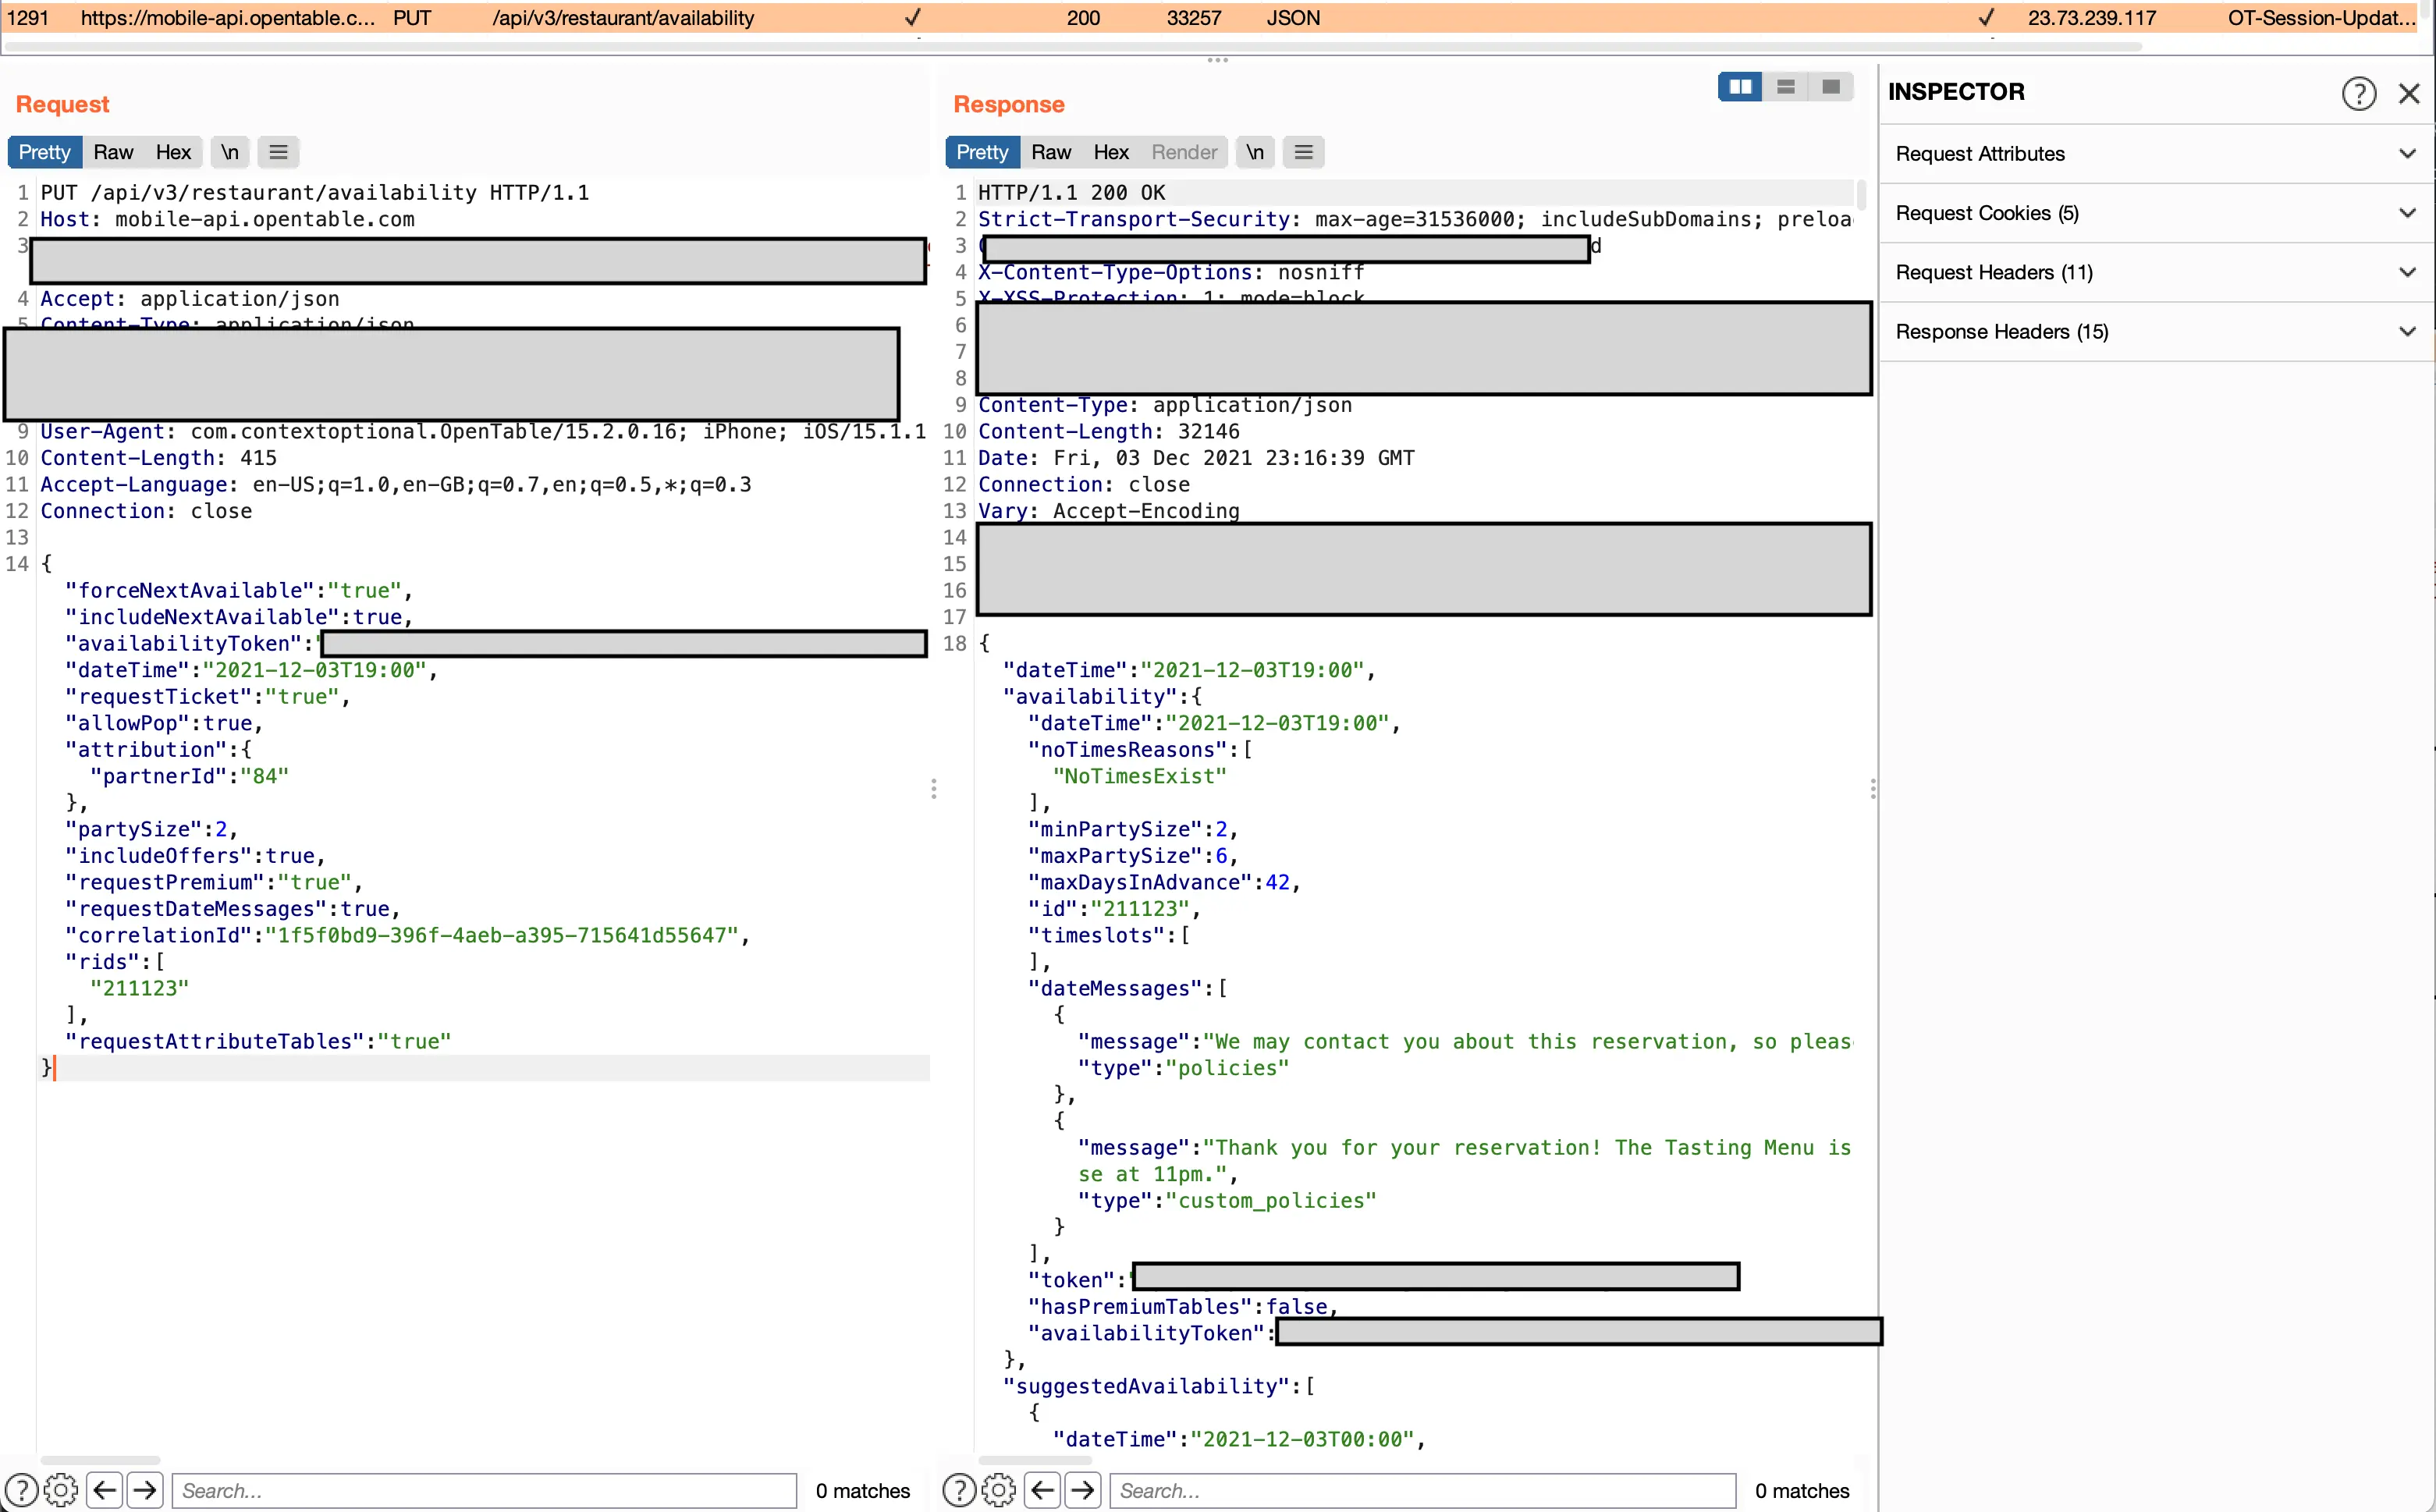 1291 https://mobile-api.opentable.c... PUT /api/v3/restaurant/availability ✓ 200 33257 JSON ✓ 23.73.239.117 OT-Session-Updat...
Request
Pretty Raw Hex \n
1 PUT /api/v3/restaurant/availability HTTP/1.1
2 Host: mobile-api.opentable.com
3
4 Accept: application/json
5 Content-Type: application/json
9 User-Agent: com.contextoptional.OpenTable/15.2.0.16; iPhone; iOS/15.1.1
10 Content-Length: 415
11 Accept-Language: en-US;q=1.0,en-GB;q=0.7,en;q=0.5,*;q=0.3
12 Connection: close
13
14 {
"forceNextAvailable":"true",
"includeNextAvailable":true,
"availabilityToken":"
"dateTime":"2021-12-03T19:00",
"requestTicket":"true",
"allowPop":true,
"attribution":{
"partnerId":"84"
},
"partySize":2,
"includeOffers":true,
"requestPremium":"true",
"requestDateMessages":true,
"correlationId":"1f5f0bd9-396f-4aeb-a395-715641d55647",
"rids":[
"211123"
],
"requestAttributeTables":"true"
}
Search...
0 matches
Response
Pretty Raw Hex Render \n
1 HTTP/1.1 200 OK
2 Strict-Transport-Security: max-age=31536000; includeSubDomains; preloa
3 d
4 X-Content-Type-Options: nosniff
5 X-XSS-Protection: 1; mode=block
6
7
8
9 Content-Type: application/json
10 Content-Length: 32146
11 Date: Fri, 03 Dec 2021 23:16:39 GMT
12 Connection: close
13 Vary: Accept-Encoding
14
15
16
17
18 {
"dateTime":"2021-12-03T19:00",
"availability":{
"dateTime":"2021-12-03T19:00",
"noTimesReasons":[
"NoTimesExist"
],
"minPartySize":2,
"maxPartySize":6,
"maxDaysInAdvance":42,
"id":"211123",
"timeslots":[
],
"dateMessages":[
{
"message":"We may contact you about this reservation, so pleas
"type":"policies"
},
{
"message":"Thank you for your reservation! The Tasting Menu is
se at 11pm.",
"type":"custom_policies"
}
],
"token":"
"hasPremiumTables":false,
"availabilityToken":
},
"suggestedAvailability":[
{
"dateTime":"2021-12-03T00:00",
Search...
0 matches
INSPECTOR
Request Attributes
Request Cookies (5)
Request Headers (11)
Response Headers (15)